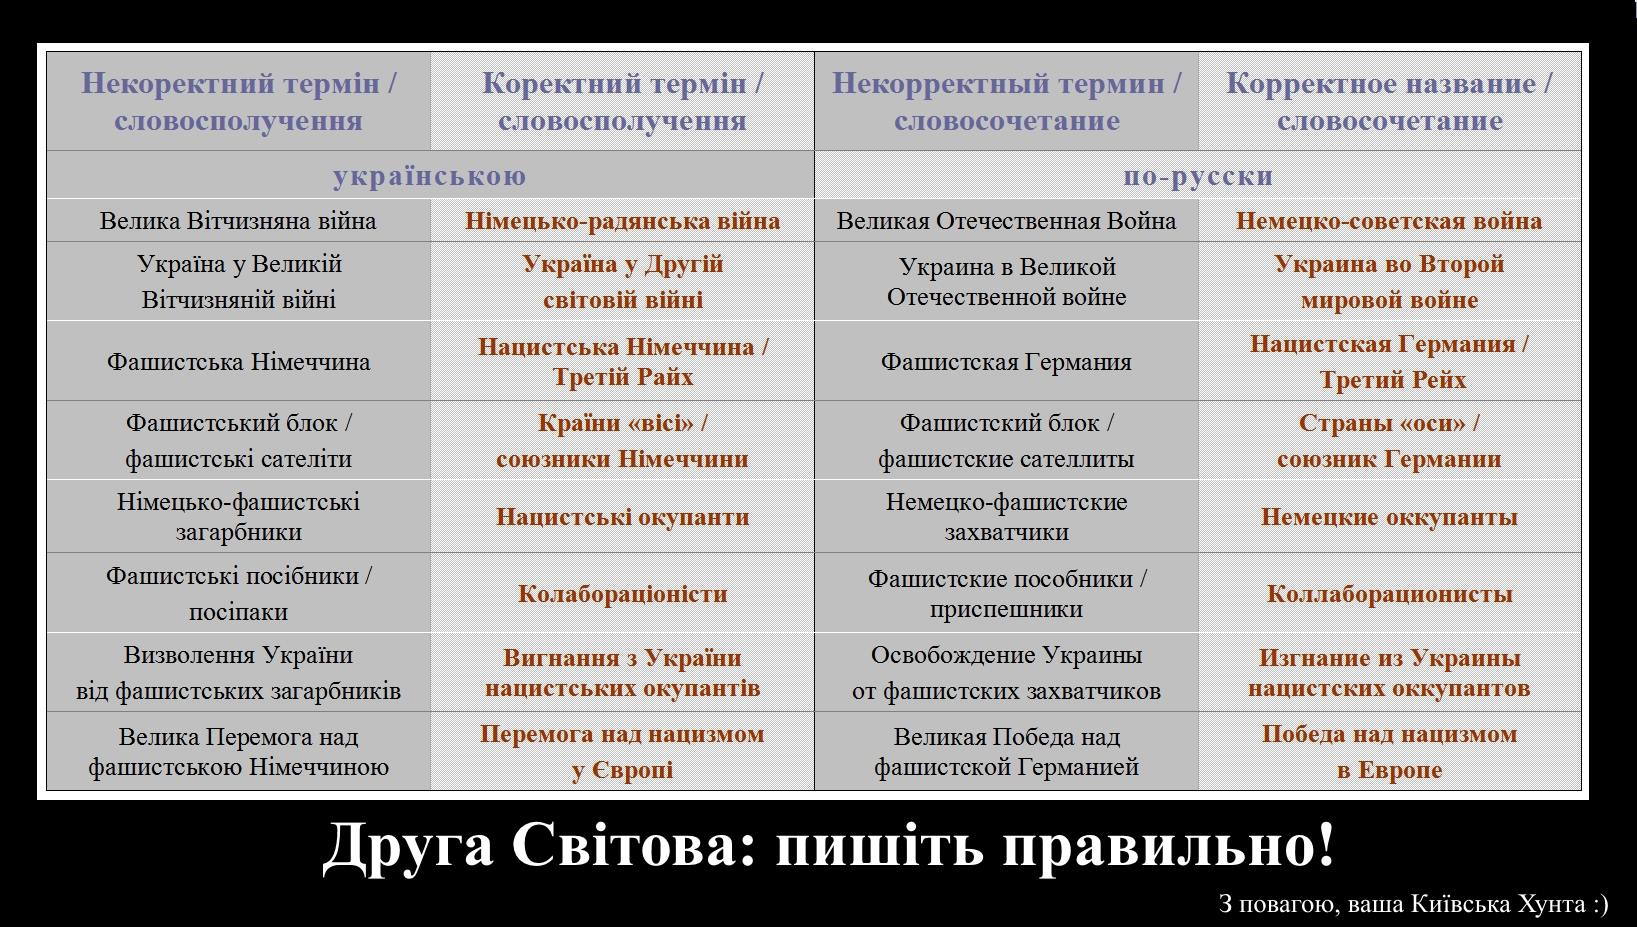 Некоректний термін /
словосполучення
Коректний термін /
словосполучення
Некорректный термин /
словосочетание
Корректное название /
словосочетание
українською
по-русски
Велика Вітчизняна війна
Німецько-радянська війна
Великая Отечественная Война
Немецко-советская война
Україна у Великій
Вітчизняній війні
Україна у Другій
світовій війні
Украина в Великой
Отечественной войне
Украина во Второй
мировой войне
Фашистська Німеччина
Нацистська Німеччина /
Третій Райх
Фашистская Германия
Нацистская Германия /
Третий Рейх
Фашистський блок /
фашистські сателіти
Країни «вісі» /
союзники Німеччини
Фашистский блок /
фашистские сателлиты
Страны «оси» /
союзник Германии
Німецько-фашистські
загарбники
Нацистські окупанти
Немецко-фашистские
захватчики
Немецкие оккупанты
Фашистські посібники /
посіпаки
Колабораціоністи
Фашистские пособники /
приспешники
Коллаборационисты
Визволення України
від фашистських загарбників
Вигнання з України
нацистських окупантів
Освобождение Украины
от фашистских захватчиков
Изгнание из Украины
нацистских оккупантов
Велика Перемога над
фашистською Німеччиною
Перемога над нацизмом
у Європі
Великая Победа над
фашистской Германией
Победа над нацизмом
в Европе
Друга Світова: пишіть правильно!
З повагою, ваша Київська Хунта :)